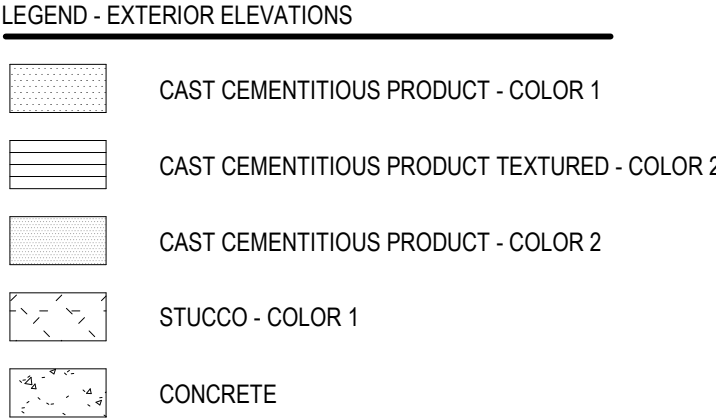 LEGEND - EXTERIOR ELEVATIONS
CAST CEMENTITIOUS PRODUCT - COLOR 1
CAST CEMENTITIOUS PRODUCT TEXTURED - COLOR 2
CAST CEMENTITIOUS PRODUCT - COLOR 2
STUCCO - COLOR 1
CONCRETE